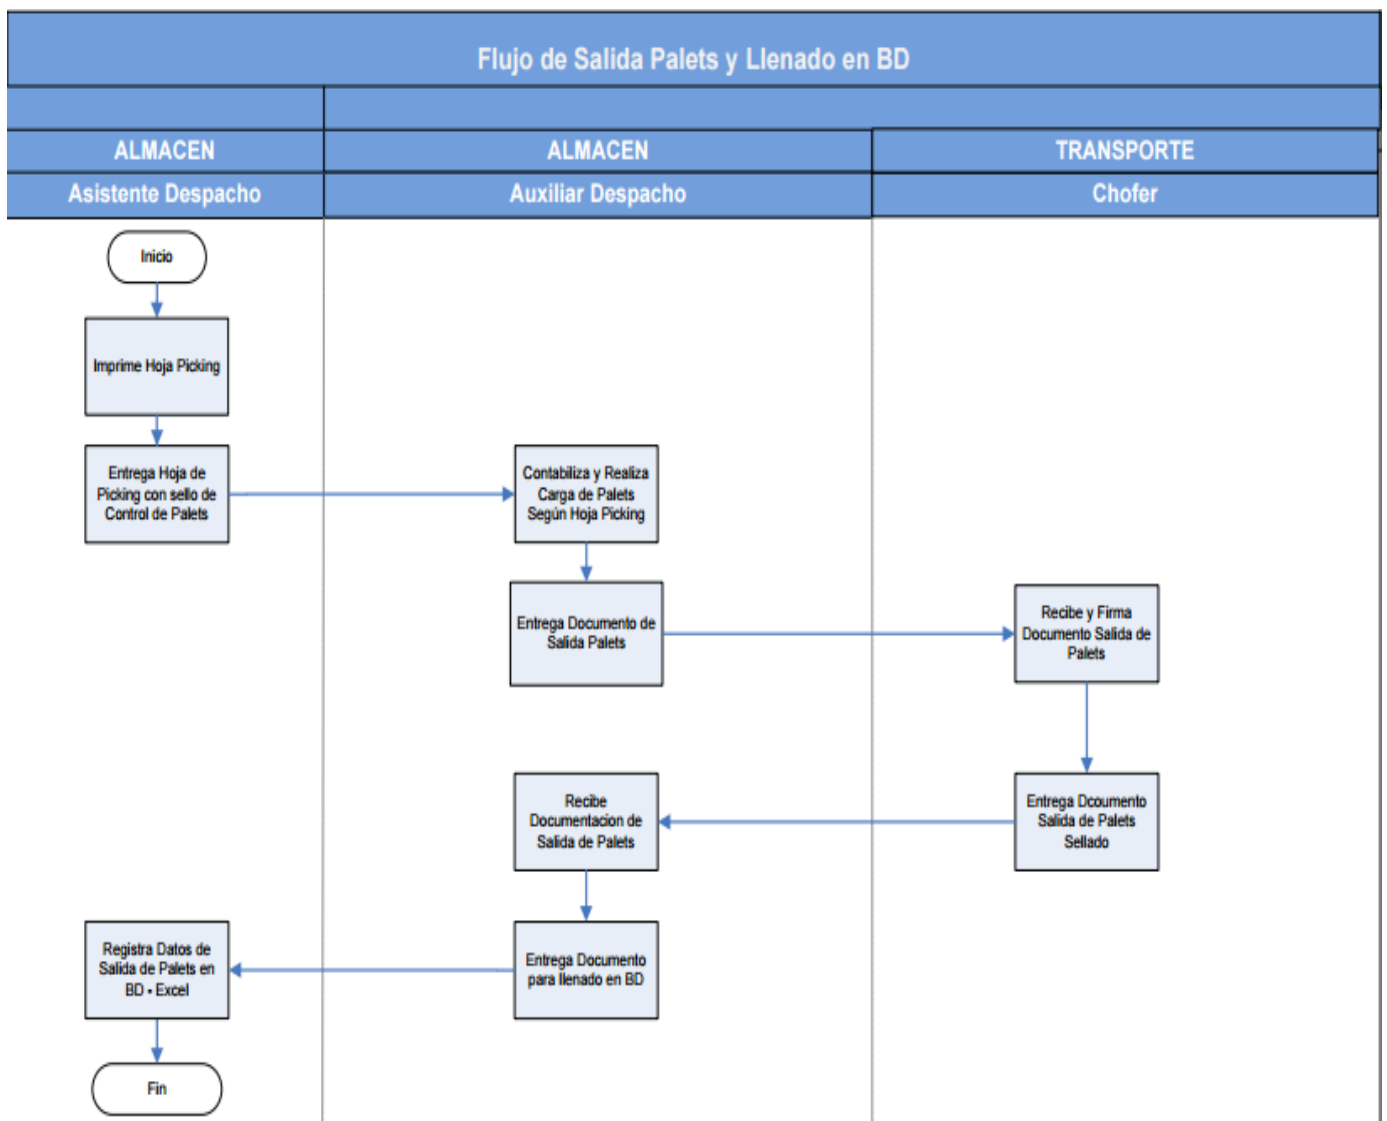 Flujo de Salida Palets y Llenado en BD
ALMACEN
ALMACEN
TRANSPORTE
Asistente Despacho
Auxiliar Despacho
Chofer
Inicio
Imprime Hoja Picking
Entrega Hoja de
Picking con sello de
Control de Palets
Contabiliza y Realiza
Carga de Palets
Según Hoja Picking
Entrega Documento de
Salida Palets
Recibe y Firma
Documento Salida de
Palets
Entrega Dcoumento
Salida de Palets
Sellado
Recibe
Documentacion de
Salida de Palets
Entrega Documento
para llenado en BD
Registra Datos de
Salida de Palets en
BD - Excel
Fin